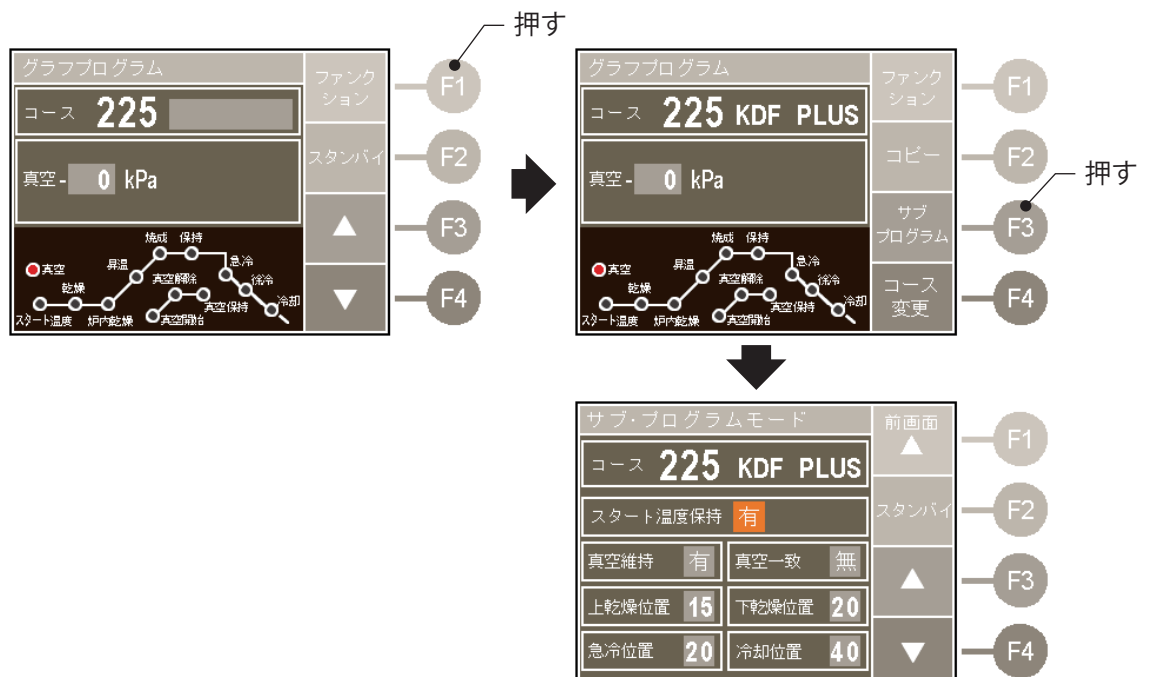 押す
グラフプログラム
ファンク
ション
F1
コース 225
スタンバイ
F2
真空 - 0 kPa
F3
焼成 保持
真空
昇温
急冷
乾燥
真空解除
徐冷
真空保持
冷却
スタート温度 炉内乾燥 真空開始
F4
グラフプログラム
ファンク
ション
F1
コース 225 KDF PLUS
コピー
F2
押す
真空 - 0 kPa
サブ
プログラム
F3
焼成 保持
真空
昇温
急冷
乾燥
真空解除
徐冷
真空保持
冷却
スタート温度 炉内乾燥 真空開始
コース
変更
F4
サブ・プログラムモード
前画面
F1
コース 225 KDF PLUS
スタート温度保持 有
スタンバイ
F2
真空維持 有 真空一致 無
F3
上乾燥位置 15 下乾燥位置 20
急冷位置 20 冷却位置 40
F4